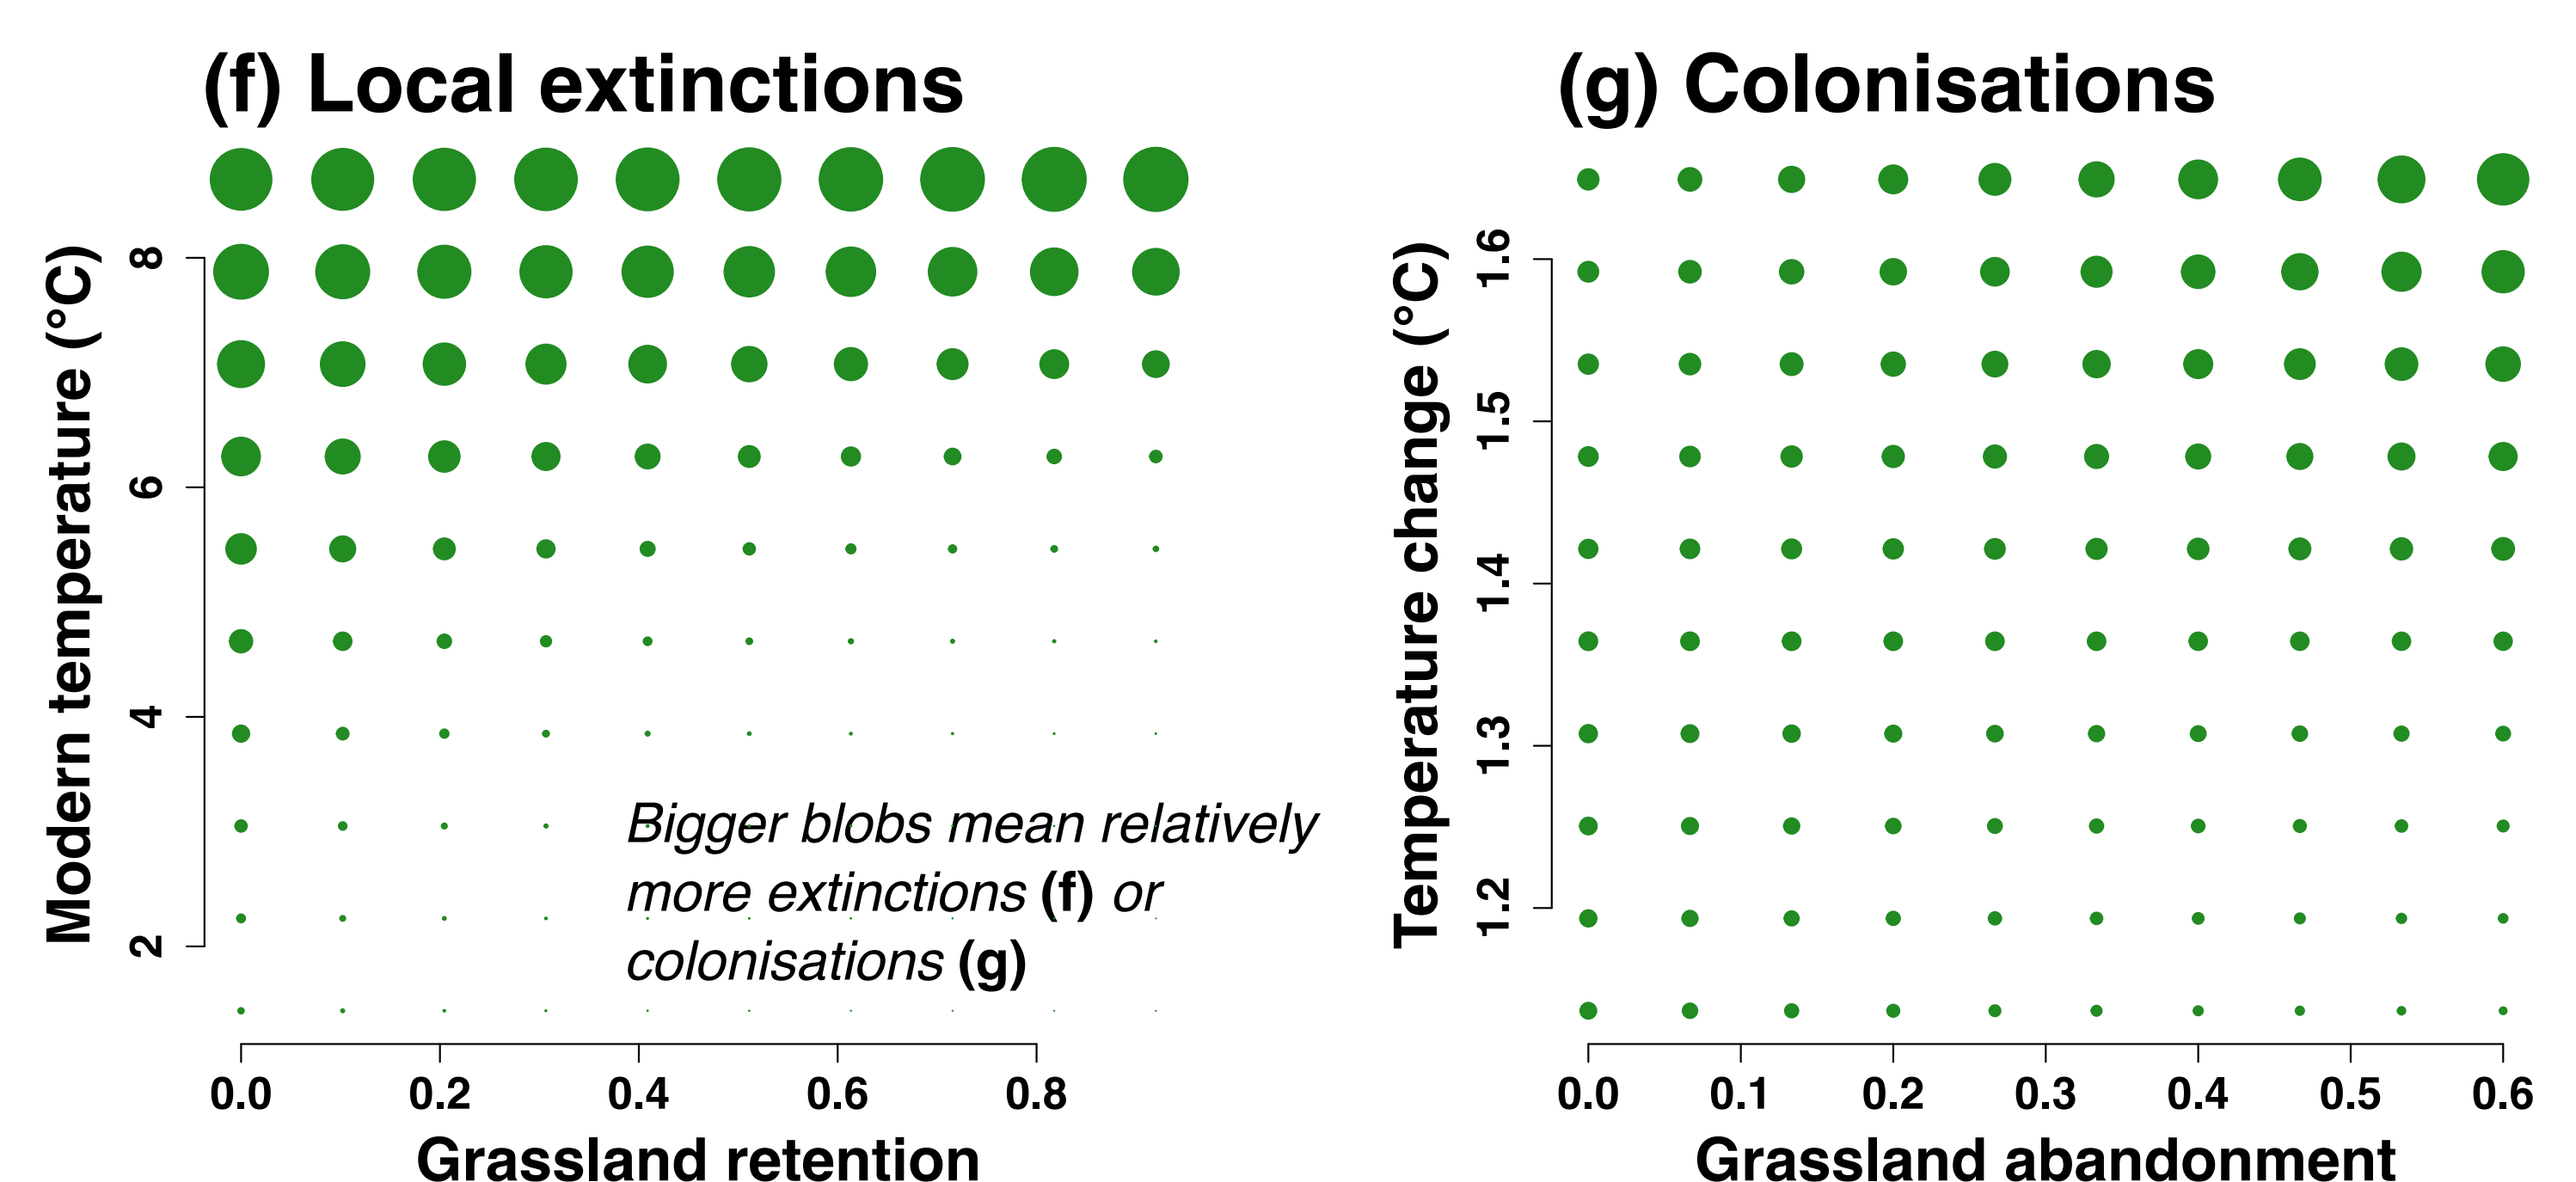 (f) Local extinctions
Modern temperature (°C)
8
6
4
2
Bigger blobs mean relatively
more extinctions (f) or
colonisations (g)
0.0 0.2 0.4 0.6 0.8
Grassland retention
(g) Colonisations
Temperature change (°C)
1.6
1.5
1.4
1.3
1.2
0.0 0.1 0.2 0.3 0.4 0.5 0.6
Grassland abandonment